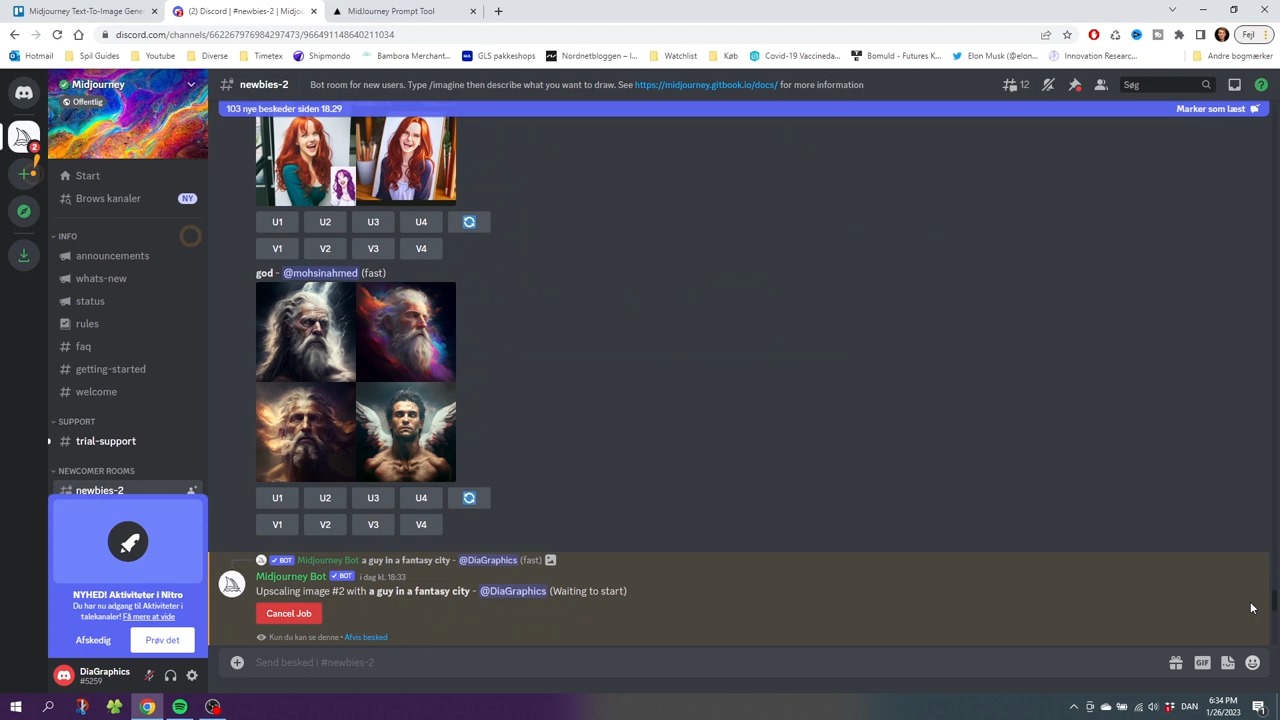 Midjourney Text-To-Image Gener
(2) Discord | #newbies-2 | Midjou
MidJourney Prompt Tool
discord.com/channels/662267976984297473/966491148640211034
Fejl
Hotmail
Spil Guides
Youtube
Diverse
Timetex
Shipmondo
Bambora Merchant...
GLS pakkeshops
Nordnetbloggen – I...
Watchlist
Køb
Covid-19 Vaccineda...
Bomuld - Futures K...
Elon Musk (@elon...
Innovation Researc...
Andre bogmærker
Midjourney
Offentlig
newbies-2
Bot room for new users. Type /imagine then describe what you want to draw. See https://midjourney.gitbook.io/docs/ for more information
12
Søg
103 nye beskeder siden 18.29
Marker som læst
2
Start
Brows kanaler
NY
INFO
announcements
whats-new
status
rules
faq
getting-started
welcome
SUPPORT
trial-support
NEWCOMER ROOMS
newbies-2
U1 U2 U3 U4
V1 V2 V3 V4
god - @mohsinahmed (fast)
U1 U2 U3 U4
V1 V2 V3 V4
BOT Midjourney Bot a guy in a fantasy city - @DiaGraphics (fast)
Midjourney Bot BOT i dag kl. 18:33
Upscaling image #2 with a guy in a fantasy city - @DiaGraphics (Waiting to start)
Cancel Job
Kun du kan se denne • Afvis besked
Send besked i #newbies-2
GIF
NYHED! Aktiviteter i Nitro
Du har nu adgang til Aktiviteter i
talekanaler! Få mere at vide
Afskedig
Prøv det
DiaGraphics
#5259
DAN
6:34 PM
1/26/2023
1